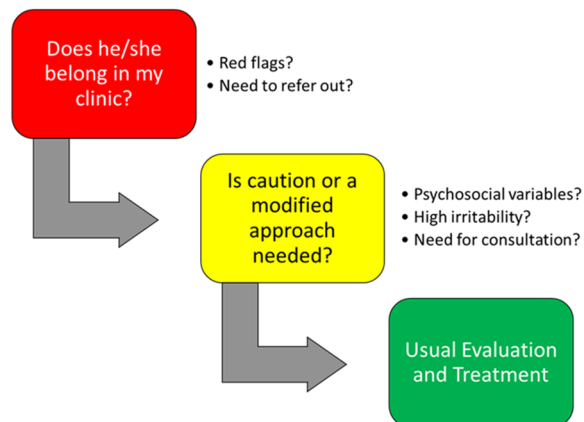 Does he/she
belong in my
clinic?
• Red flags?
• Need to refer out?
Is caution or a
modified
approach
needed?
• Psychosocial variables?
• High irritability?
• Need for consultation?
Usual Evaluation
and Treatment